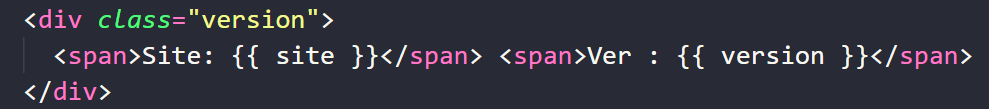 <div class="version">
<span>Site: {{ site }}</span> <span>Ver : {{ version }}</span>
</div>